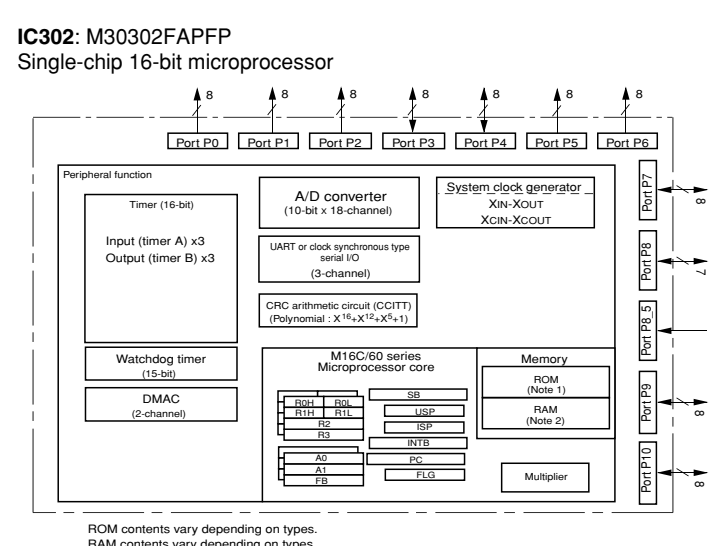 IC302: M30302FAPFP
Single-chip 16-bit microprocessor
8 8 8 8 8 8 8
Port P0 Port P1 Port P2 Port P3 Port P4 Port P5 Port P6
Peripheral function
Timer (16-bit)
Input (timer A) x3
Output (timer B) x3
Watchdog timer
(15-bit)
DMAC
(2-channel)
A/D converter
(10-bit x 18-channel)
UART or clock synchronous type
serial I/O
(3-channel)
CRC arithmetic circuit (CCITT)
(Polynomial : X16+X12+X5+1)
System clock generator
XIN-XOUT
XCIN-XCOUT
M16C/60 series
Microprocessor core
R0H R0L
R1H R1L
R2
R3
A0
A1
FB
SB
USP
ISP
INTB
PC
FLG
Memory
ROM
(Note 1)
RAM
(Note 2)
Multiplier
Port P7
8
Port P8
7
Port P8_5
Port P9
8
Port P10
8
ROM contents vary depending on types.
RAM contents vary depending on types.